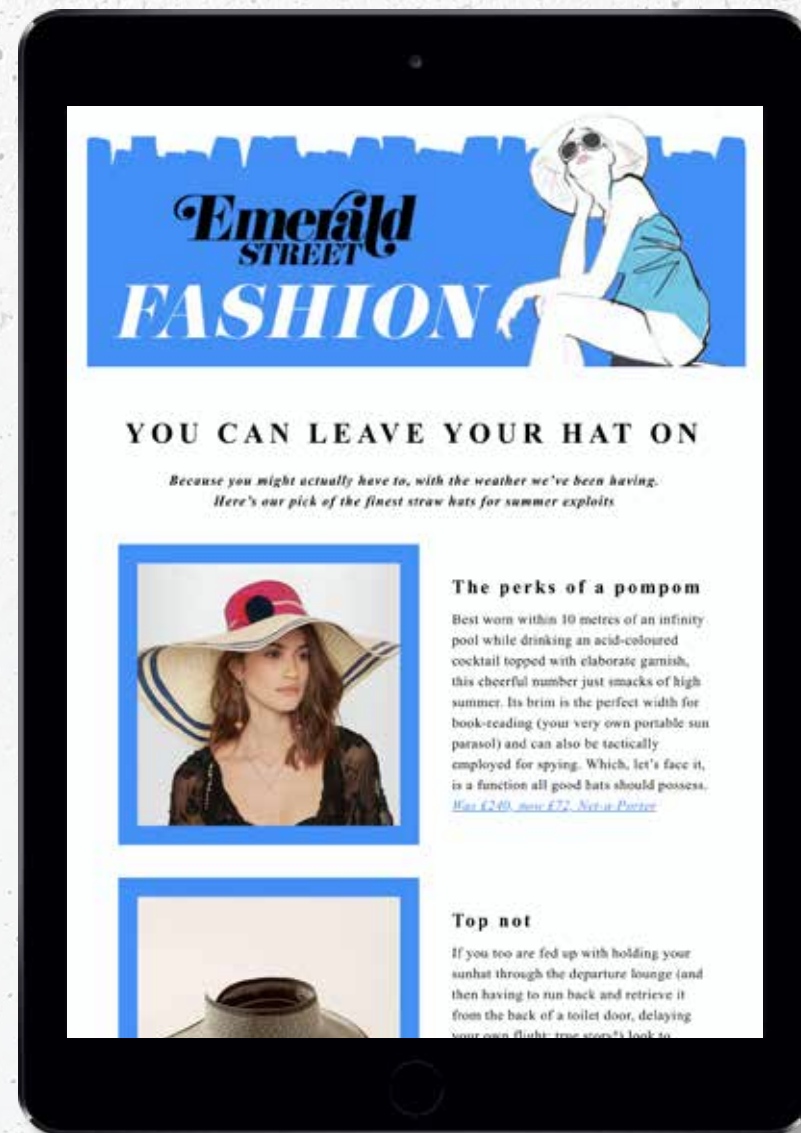 Emerald
STREET
FASHION
YOU CAN LEAVE YOUR HAT ON
Because you might actually have to, with the weather we've been having.
Here's our pick of the finest straw hats for summer exploits
The perks of a pompom
Best worn within 10 metres of an infinity
pool while drinking an acid-coloured
cocktail topped with elaborate garnish,
this cheerful number just smacks of high
summer. Its brim is the perfect width for
book-reading (your very own portable sun
parasol) and can also be tactically
employed for spying. Which, let's face it,
is a function all good hats should possess.
Was £240, now £72, Net-a-Porter
Top not
If you too are fed up with holding your
sunhat through the departure lounge (and
then having to run back and retrieve it
from the back of a toilet door, delaying
your own flight; true story*) look to